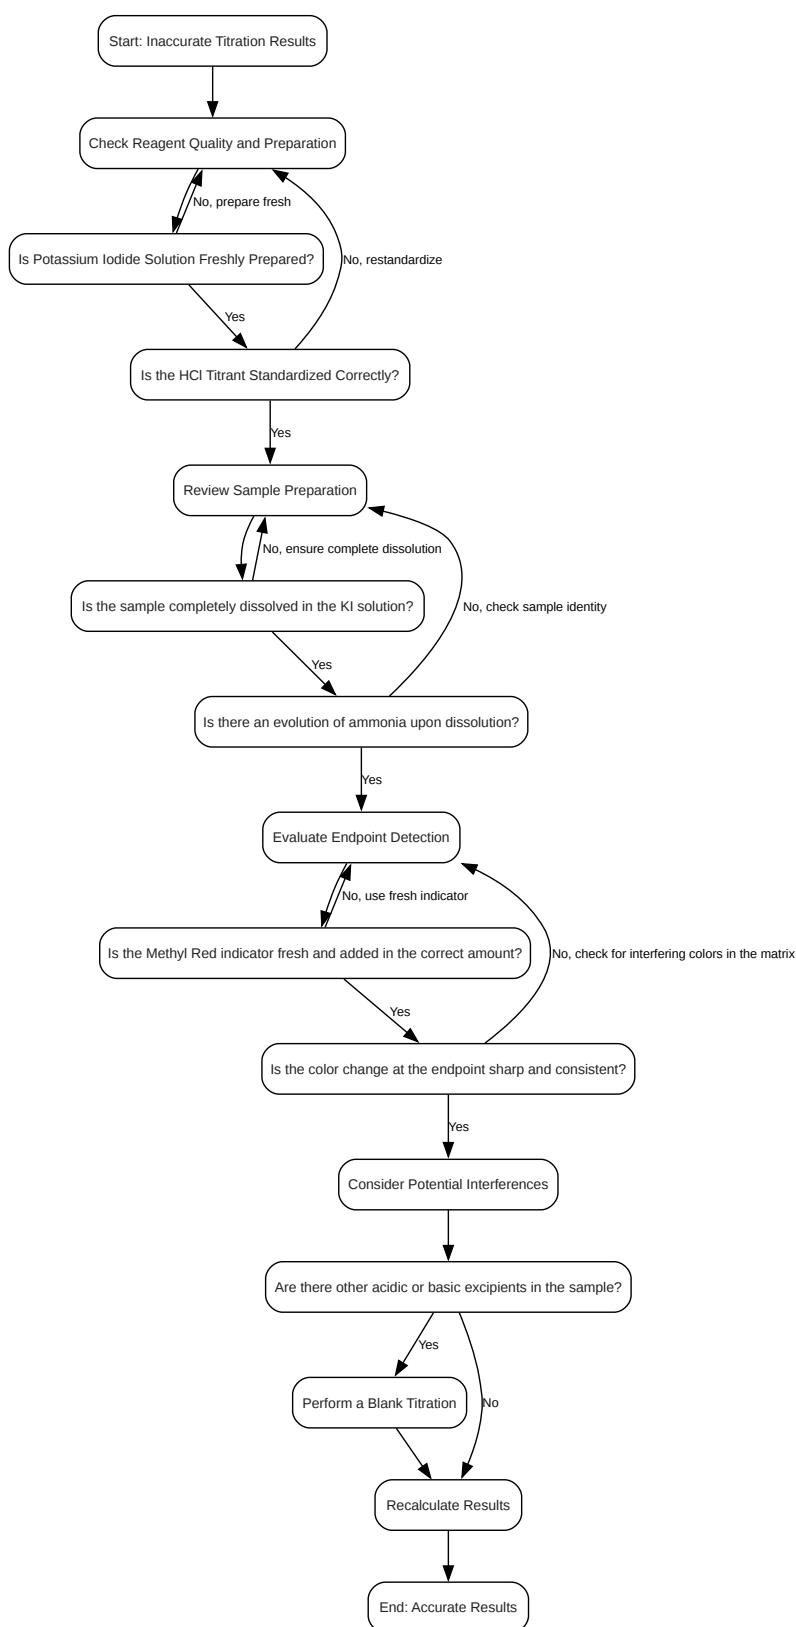 Start: Inaccurate Titration Results
Check Reagent Quality and Preparation
No, prepare fresh
Is Potassium Iodide Solution Freshly Prepared?
No, restandardize
Yes
Is the HCl Titrant Standardized Correctly?
Yes
Review Sample Preparation
No, ensure complete dissolution
Is the sample completely dissolved in the KI solution?
No, check sample identity
Yes
Is there an evolution of ammonia upon dissolution?
Yes
Evaluate Endpoint Detection
No, use fresh indicator
Is the Methyl Red indicator fresh and added in the correct amount?
No, check for interfering colors in the matrix
Yes
Is the color change at the endpoint sharp and consistent?
Yes
Consider Potential Interferences
Are there other acidic or basic excipients in the sample?
Yes
Perform a Blank Titration
No
Recalculate Results
End: Accurate Results